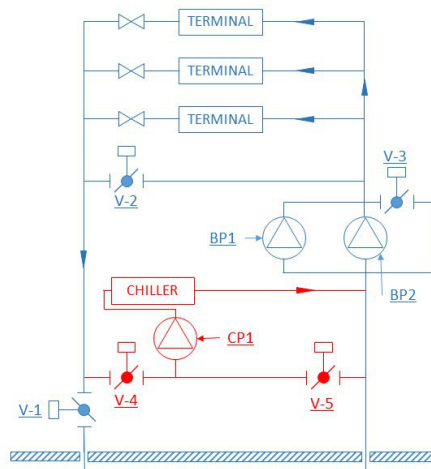 TERMINAL
TERMINAL
TERMINAL
V-3
V-2
BP1
BP2
CHILLER
CP1
V-4
V-5
V-1